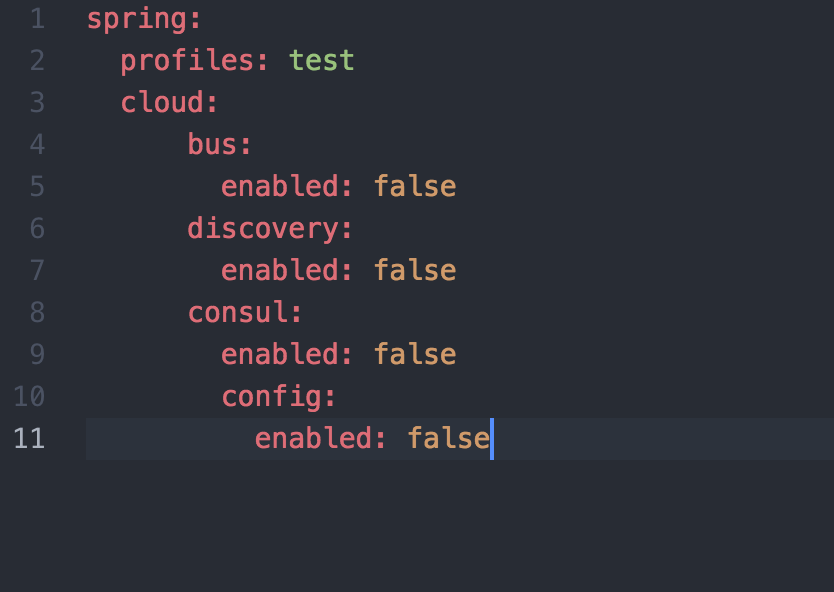 1 spring:
2   profiles: test
3   cloud:
4       bus:
5         enabled: false
6       discovery:
7         enabled: false
8       consul:
9         enabled: false
10         config:
11           enabled: false